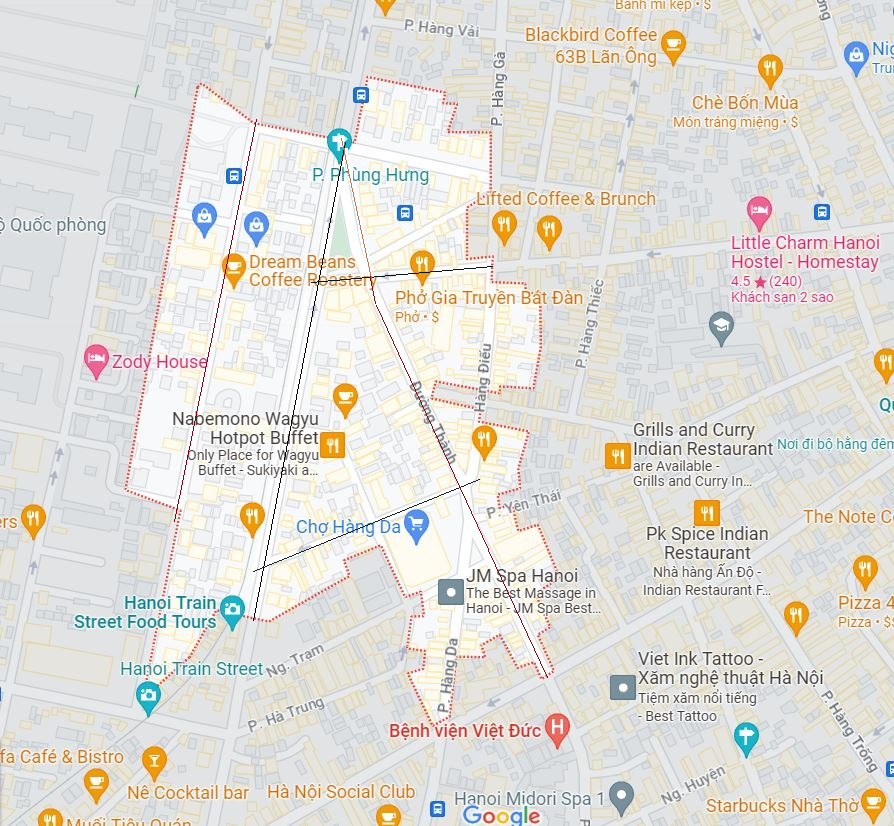 Bánh mì kẹp • $
P. Hàng Vải
P. Hàng Gà
Blackbird Coffee
63B Lãn Ông
Chè Bốn Mùa
Món tráng miệng • $
P. Phùng Hưng
Lifted Coffee & Brunch
Quốc phòng
Little Charm Hanoi
Hostel - Homestay
4.5 ★ (240)
Khách sạn 2 sao
Dream Beans
Coffee Roastery
Phở Gia Truyền Bát Đàn
Phở • $
P. Hàng Thiếc
Zody House
Hàng Điếu
Đường Thành
Nabemono Wagyu
Hotpot Buffet
Only Place for Wagyu
Buffet - Sukiyaki a...
Grills and Curry
Indian Restaurant
are Available -
Grills and Curry In...
Nơi đi bộ hằng đêm
P. Yên Thái
Chợ Hàng Da
Pk Spice Indian
Restaurant
Nhà hàng Ấn Độ -
Indian Restaurant F...
The Note Co
JM Spa Hanoi
The Best Massage in
Hanoi - JM Spa Best...
Pizza 4
Pizza • $$
Hanoi Train
Street Food Tours
Hanoi Train Street
Ng. Trạm
P. Hà Trung
P. Hàng Da
Viet Ink Tattoo -
Xăm nghệ thuật Hà Nội
Tiệm xăm nổi tiếng
- Best Tattoo
P. Hàng Trống
Bệnh viện Việt Đức
H
fa Café & Bistro
Nê Cocktail bar
Hà Nội Social Club
Hanoi Midori Spa 1
Ng. Huyện
Starbucks Nhà Thờ
Muối Tiêu Quán
Google